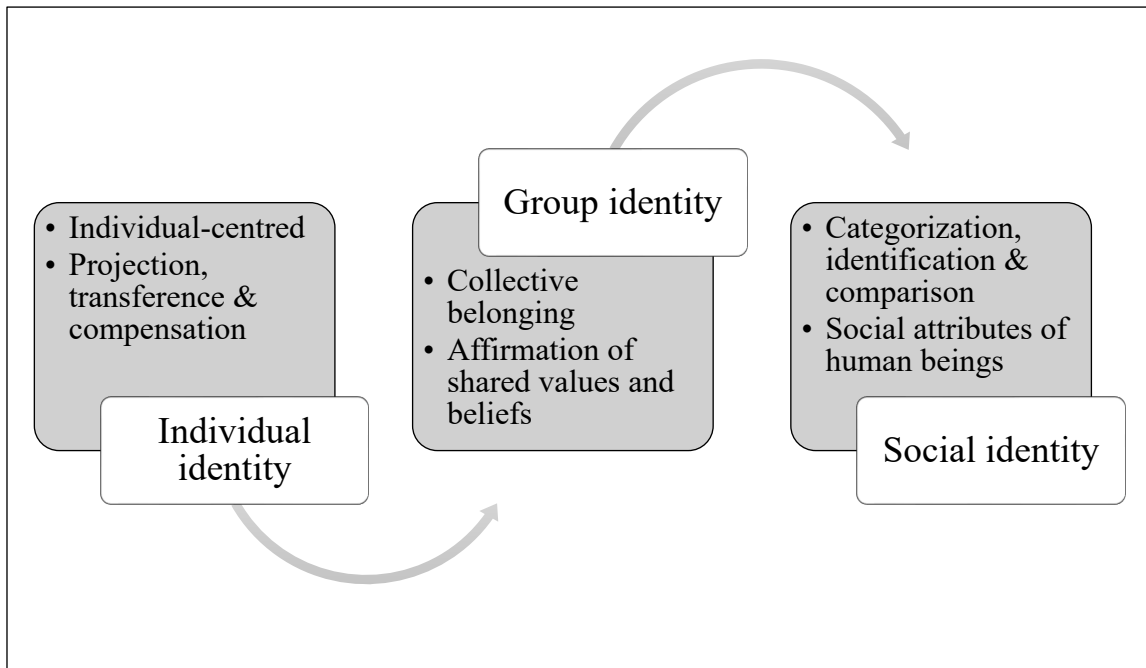 • Individual-centred
• Projection,
transference &
compensation
Individual
identity
Group identity
• Collective
belonging
• Affirmation of
shared values and
beliefs
• Categorization,
identification &
comparison
• Social attributes of
human beings
Social identity